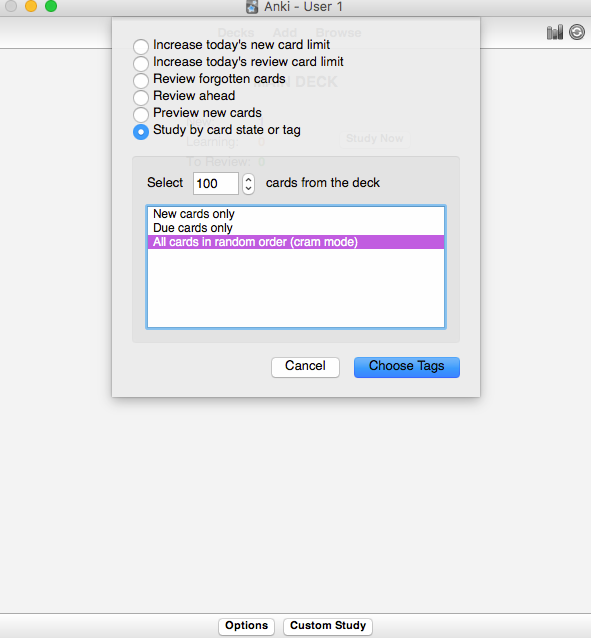 Anki - User 1
Decks Add Browse
Increase today's new card limit
Increase today's review card limit
Review forgotten cards
MAIN DECK
Review ahead
Preview new cards
Study by card state or tag
Study Now
Learning: 0
To Review: 0
Select 100 cards from the deck
New cards only
Due cards only
All cards in random order (cram mode)
Cancel Choose Tags
Options Custom Study